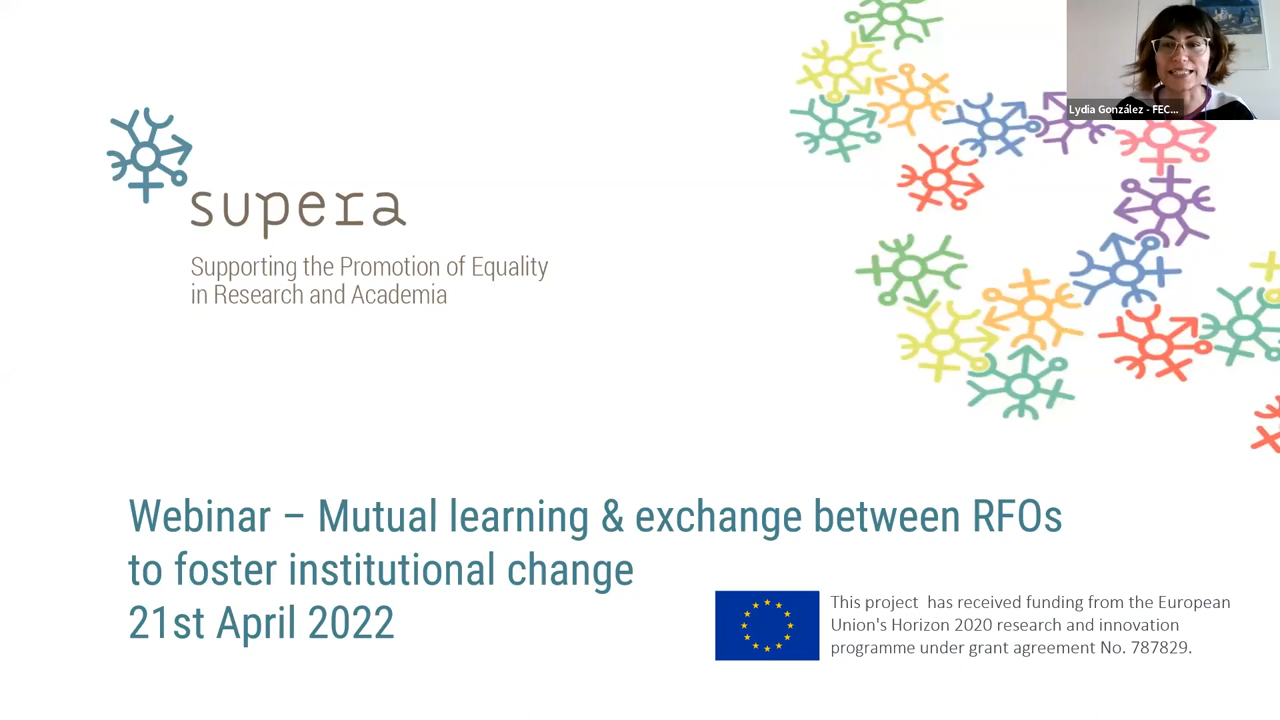 Lydia González - FEC...
supera
Supporting the Promotion of Equality
in Research and Academia
Webinar – Mutual learning & exchange between RFOs
to foster institutional change
21st April 2022
This project has received funding from the European
Union's Horizon 2020 research and innovation
programme under grant agreement No. 787829.